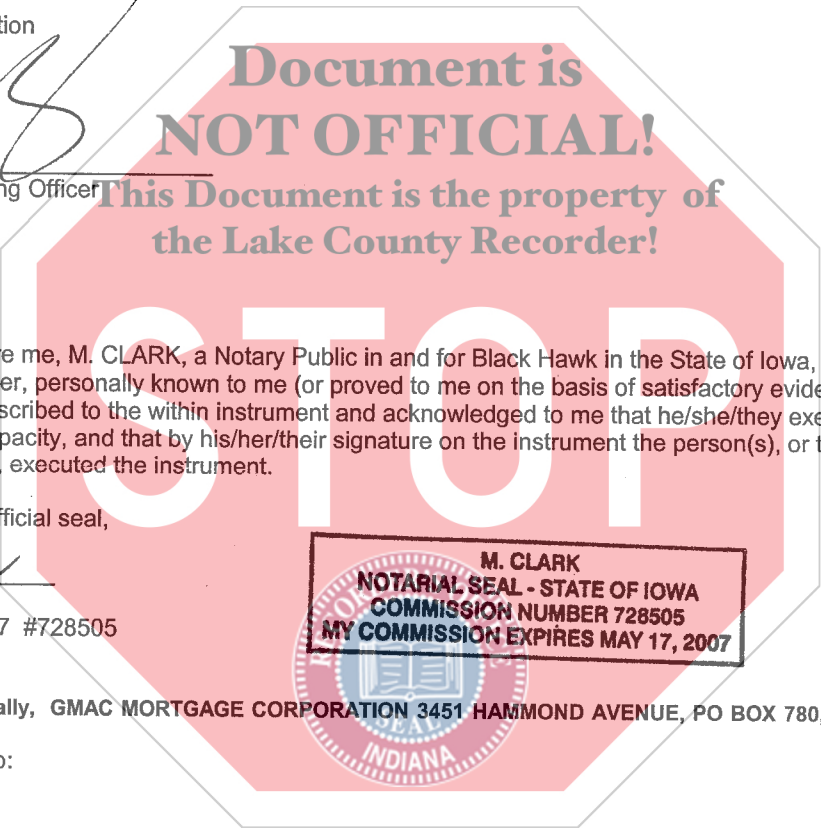 tion
Document is
NOT OFFICIAL!
ng Officer
This Document is the property of
the Lake County Recorder!
STOP
re me, M. CLARK, a Notary Public in and for Black Hawk in the State of Iowa,
er, personally known to me (or proved to me on the basis of satisfactory evide
scribed to the within instrument and acknowledged to me that he/she/they exe
pacity, and that by his/her/their signature on the instrument the person(s), or t
, executed the instrument.
fficial seal,
M. CLARK
NOTARIAL SEAL - STATE OF IOWA
COMMISSION NUMBER 728505
MY COMMISSION EXPIRES MAY 17, 2007
7 #728505
ally, GMAC MORTGAGE CORPORATION 3451 HAMMOND AVENUE, PO BOX 780,
SEAL
INDIANA
o: